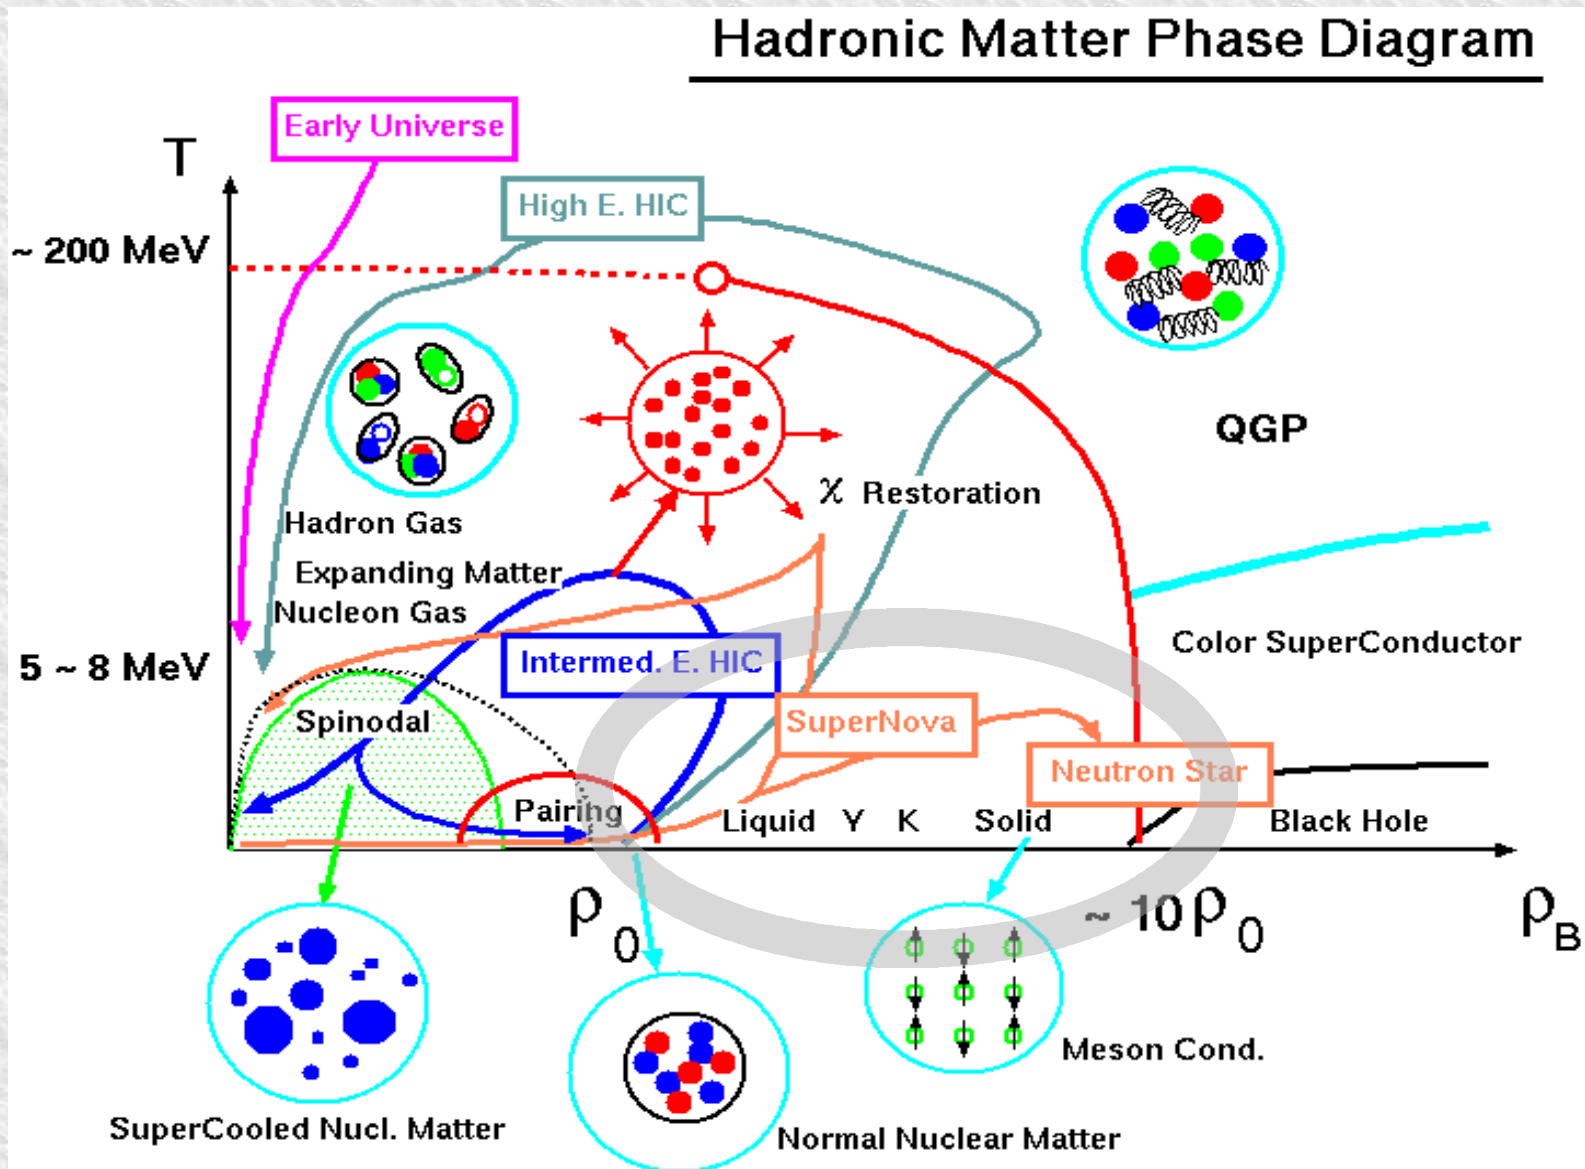 Hadronic Matter Phase Diagram
Early Universe
T
High E. HIC
~ 200 MeV
QGP
χ Restoration
Hadron Gas
Expanding Matter
Nucleon Gas
Color SuperConductor
5 ~ 8 MeV
Intermed. E. HIC
Spinodal
SuperNova
Neutron Star
Pairing
Liquid Y K Solid
Black Hole
ρ0
~ 10 ρ0
ρB
Meson Cond.
SuperCooled Nucl. Matter
Normal Nuclear Matter